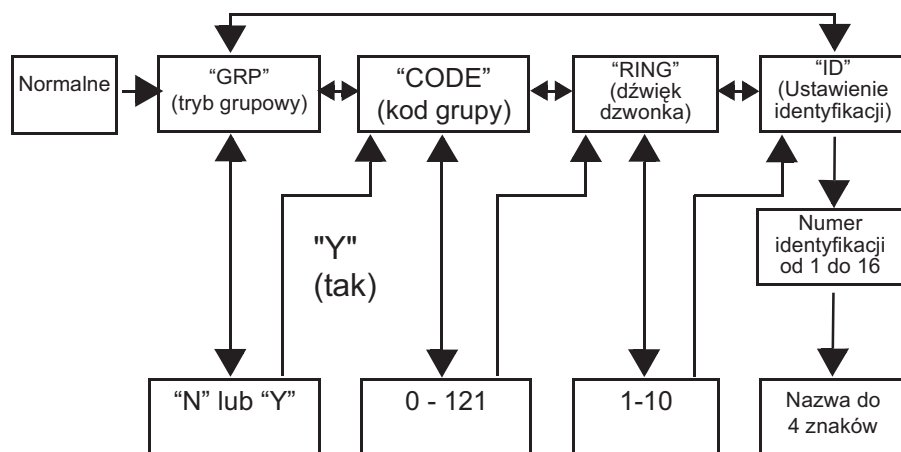 Normalne
“GRP”
(tryb grupowy)
“CODE”
(kod grupy)
“RING”
(dźwięk
dzwonka)
“ID”
(Ustawienie
identyfikacji)
"Y"
(tak)
Numer
identyfikacji
od 1 do 16
“N” lub “Y”
0 - 121
1-10
Nazwa do
4 znaków